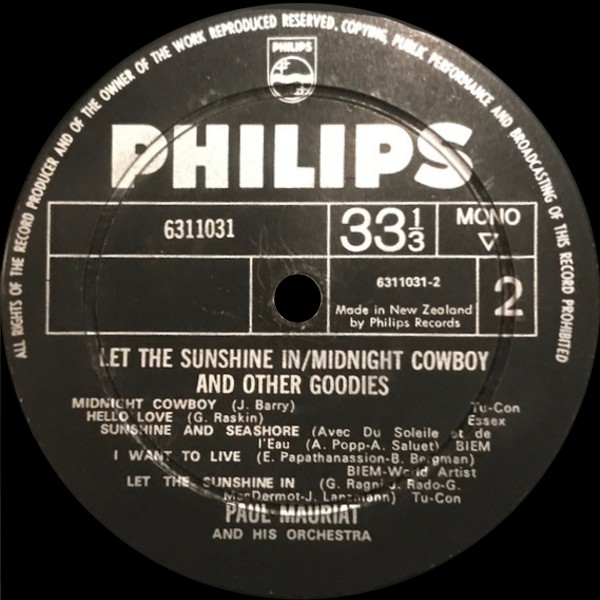 ALL RIGHTS OF THE RECORD PRODUCER AND OF THE OWNER OF THE WORK REPRODUCED RESERVED. COPYING, PUBLIC PERFORMANCE AND BROADCASTING OF THIS RECORD PROHIBITED
PHILIPS
PHILIPS
6311031 33 1/3 MONO
6311031-2 2
Made in New Zealand
by Philips Records
LET THE SUNSHINE IN/MIDNIGHT COWBOY
AND OTHER GOODIES
MIDNIGHT COWBOY (J. Barry) Tu-Con
HELLO LOVE (G. Raskin) Essex
SUNSHINE AND SEASHORE (Avec Du Soleile et de
l'Eau (A. Popp-A. Saluet) BIEM
I WANT TO LIVE (E. Papathanassion-B. Bergman)
BIEM-World Artist
LET THE SUNSHINE IN (G. Ragni J. Rado-G.
MacDermot-J. Lanzmann) Tu-Con
PAUL MAURIAT
AND HIS ORCHESTRA